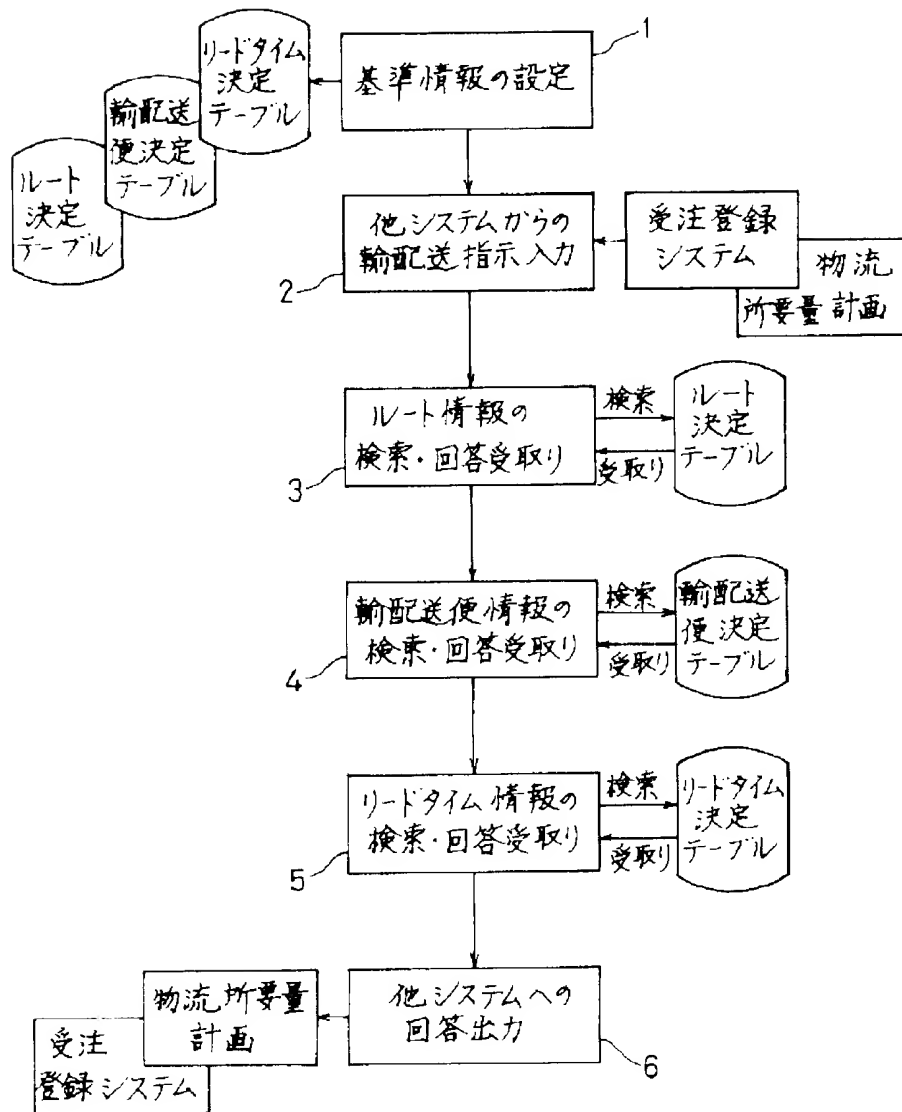 1
基準情報の設定
リードタイム
決定
テーブル
輸配送
便決定
テーブル
ルート
決定
テーブル
他システムからの
輸配送指示入力
2
受注登録
システム
物流
所要量計画
ルート情報の
検索・回答受取り
3
検索
受取り
ルート
決定
テーブル
輸配送便情報の
検索・回答受取り
4
検索
受取り
輸配送
便決定
テーブル
リードタイム情報の
検索・回答受取り
5
検索
受取り
リードタイム
決定
テーブル
他システムへの
回答出力
6
物流所要量
計画
受注
登録システム